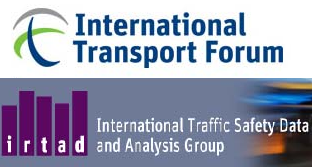 International
Transport Forum
irtad
International Traffic Safety Data
and Analysis Group